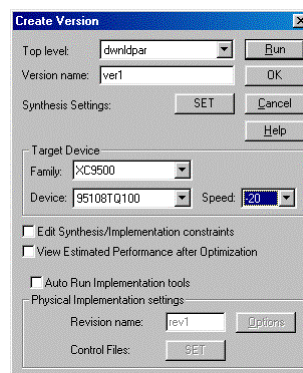 Create Version
Top level: dwnldpar Run
Version name: ver1 OK
Synthesis Settings: SET Cancel
Help
Target Device
Family: XC9500
Device: 95108TQ100 Speed: -20
Edit Synthesis/Implementation constraints
View Estimated Performance after Optimization
Auto Run Implementation tools
Physical Implementation settings
Revision name: rev1 Options
Control Files: SET